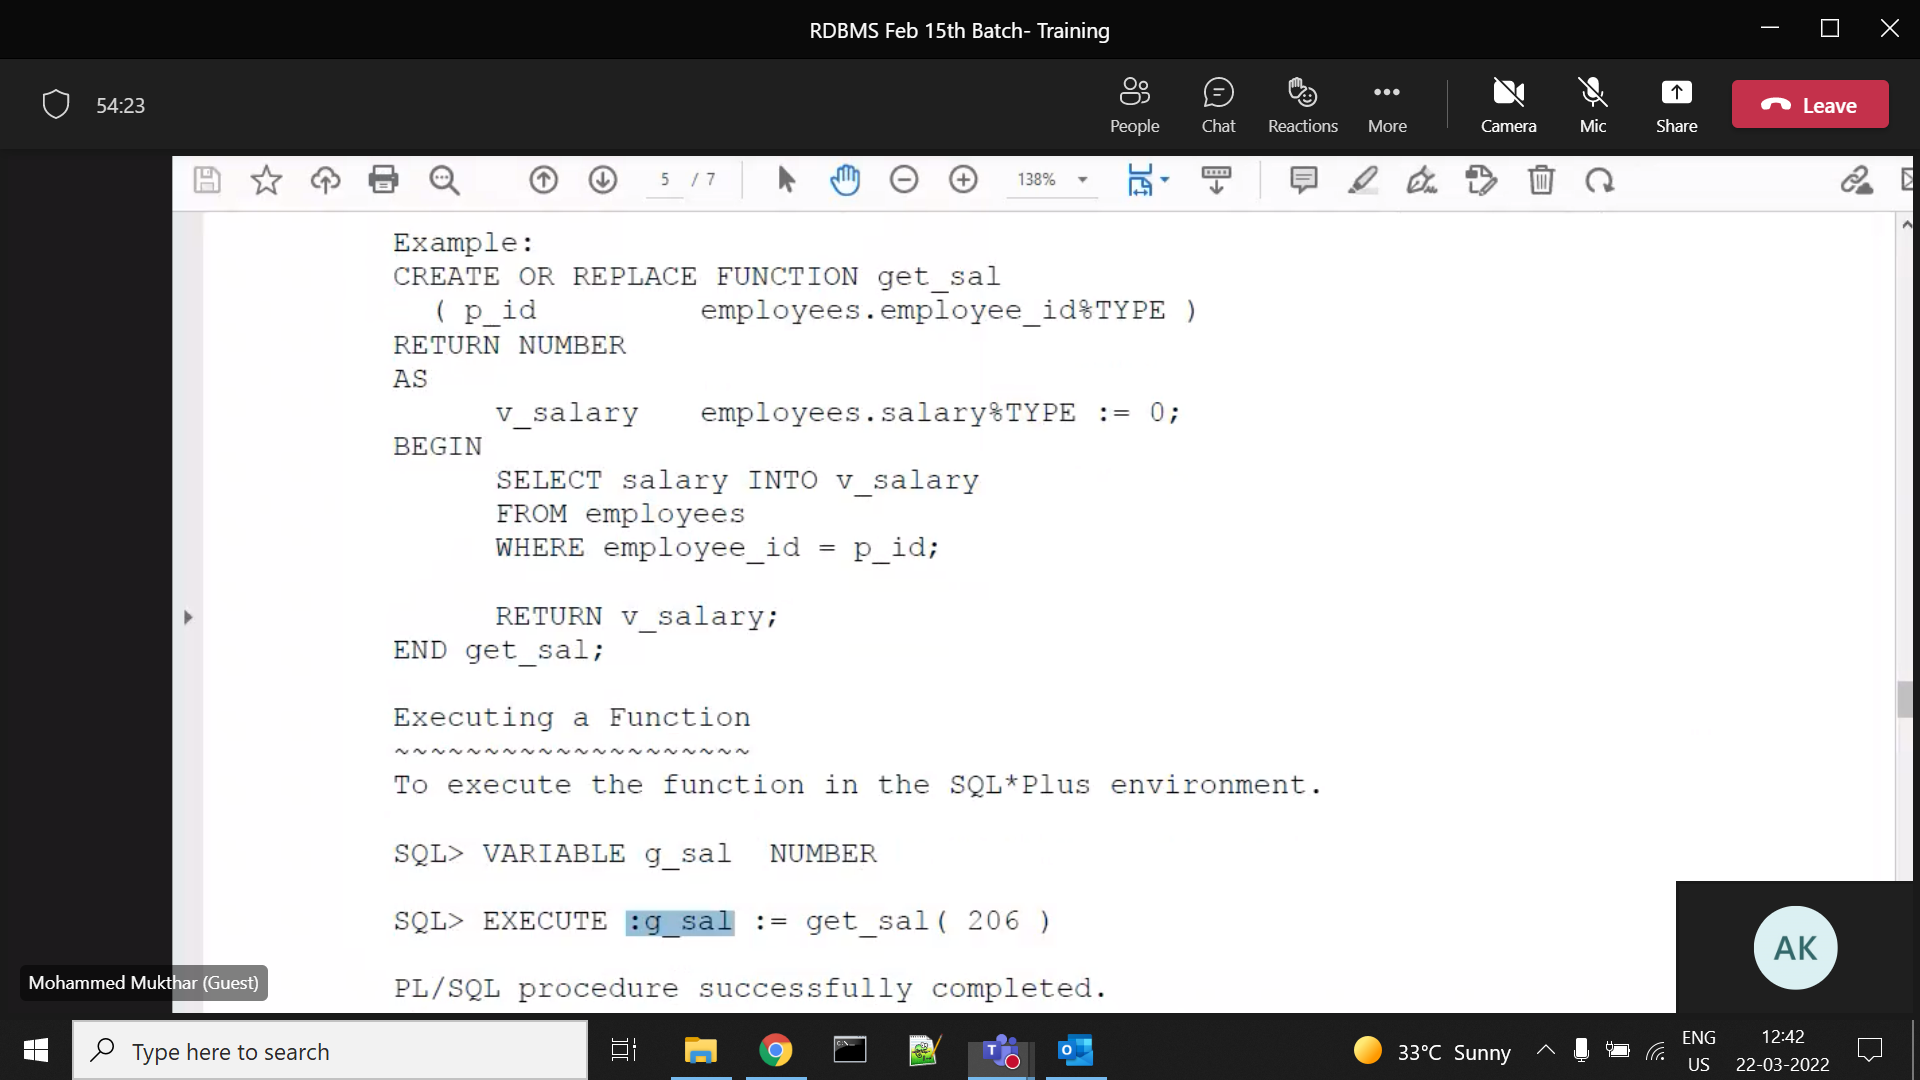 RDBMS Feb 15th Batch- Training
54:23
People
Chat
Reactions
More
Camera
Mic
Share
Leave
5 / 7
138%
Example:
CREATE OR REPLACE FUNCTION get_sal
( p_id employees.employee_id%TYPE )
RETURN NUMBER
AS
v_salary employees.salary%TYPE := 0;
BEGIN
SELECT salary INTO v_salary
FROM employees
WHERE employee_id = p_id;
RETURN v_salary;
END get_sal;
Executing a Function
~~~~~~~~~~~~~~~~~~~~
To execute the function in the SQL*Plus environment.
SQL> VARIABLE g_sal NUMBER
SQL> EXECUTE :g_sal := get_sal( 206 )
PL/SQL procedure successfully completed.
Mohammed Mukthar (Guest)
AK
Type here to search
33°C Sunny
ENG
US
12:42
22-03-2022